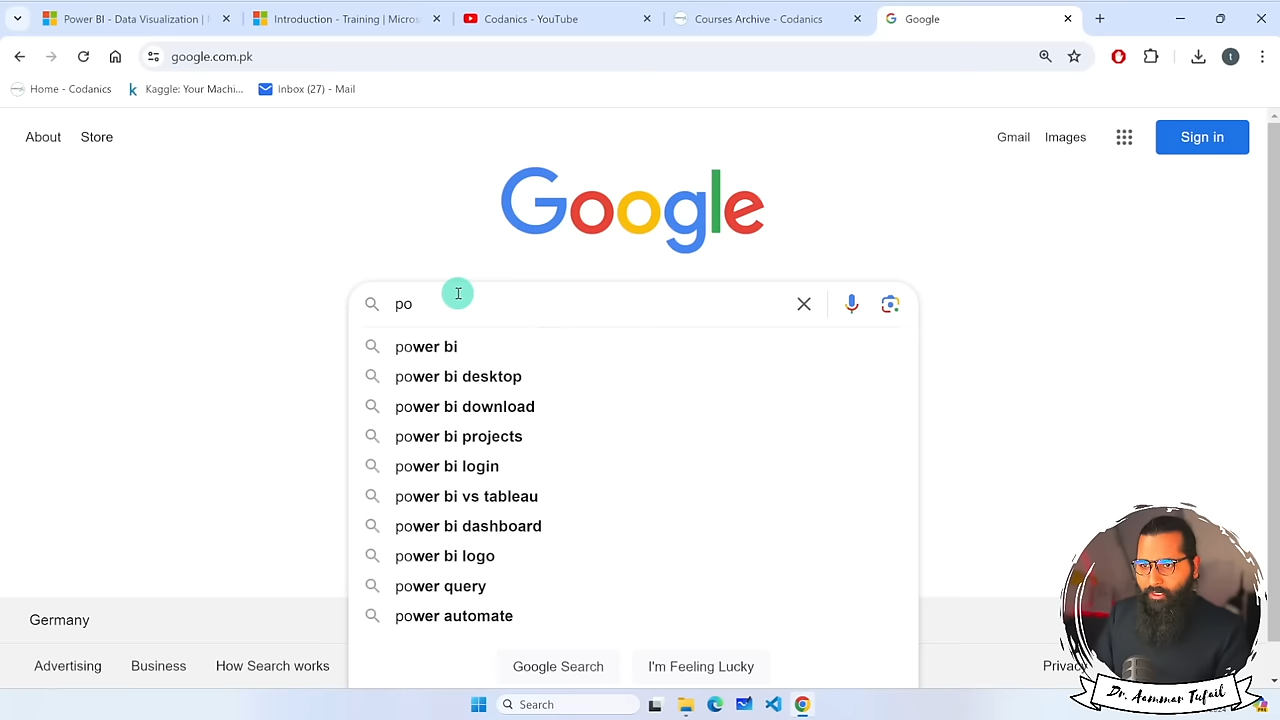 Power BI - Data Visualization |
Introduction - Training | Micros
Codanics - YouTube
Courses Archive - Codanics
Google
google.com.pk
t
Home - Codanics
Kaggle: Your Machi...
Inbox (27) - Mail
About
Store
Gmail
Images
Sign in
Google
po
power bi
power bi desktop
power bi download
power bi projects
power bi login
power bi vs tableau
power bi dashboard
power bi logo
power query
power automate
Google Search
I'm Feeling Lucky
Germany
Advertising
Business
How Search works
Privacy
Search
Dr. Aammar Tufail